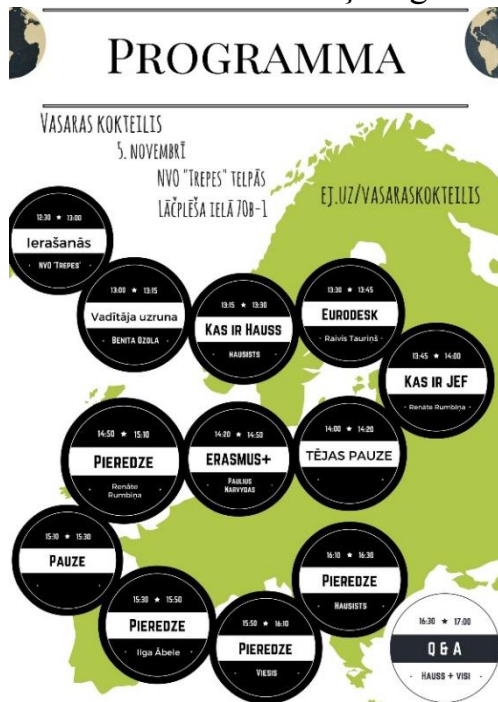 PROGRAMMA
VASARAS KOKTEILIS
5. NOVEMBRĪ
NVO "TREPES" TELPĀS
LĀČPLĒŠA IELĀ 70B-1
EJ.UZ/VASARASKOKTEILIS
12:30 ★ 13:00
Ierašanās
NVO "TREPES"
13:00 ★ 13:15
Vadītāja uzruna
BENITA OZOLA
13:15 ★ 13:30
KAS IR HAUSS
HAUSISTS
13:30 ★ 13:45
EURODESK
Raivis Tauriņš
13:45 ★ 14:00
KAS IR JEF
Renāte Rumbiņa
14:00 ★ 14:20
TĒJAS PAUZE
14:20 ★ 14:50
ERASMUS+
PAULIUS
NARVYDAS
14:50 ★ 15:10
PIEREDZE
Renāte
Rumbiņa
15:10 ★ 15:30
PAUZE
15:30 ★ 15:50
PIEREDZE
Ilga Ābele
15:50 ★ 16:10
PIEREDZE
VIESIS
16:10 ★ 16:30
PIEREDZE
HAUSISTS
16:30 ★ 17:00
Q & A
HAUSS + VISI